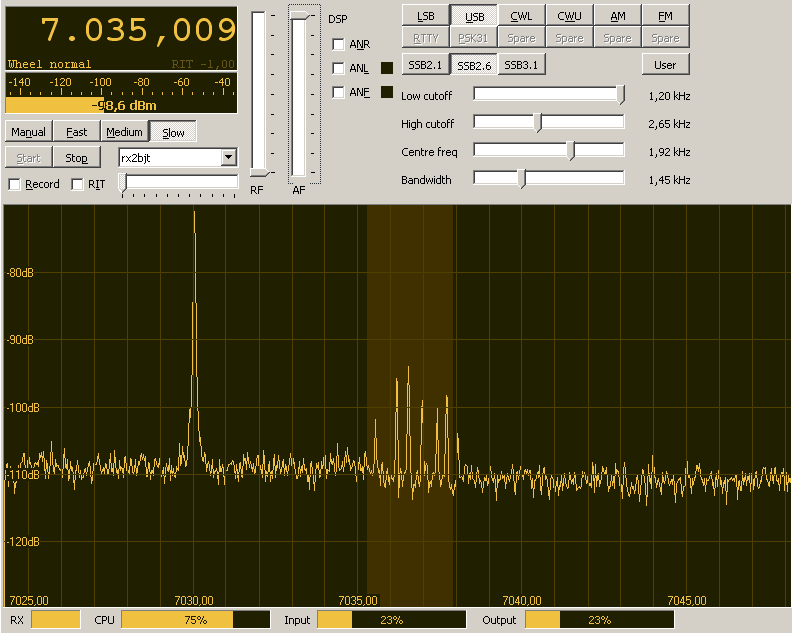 7.035,009
Wheel normal RIT -1,00
-140 -120 -100 -80 -60 -40
-98,6 dBm
Manual Fast Medium Slow
Start Stop rx2bjt
Record RIT
RF AF
DSP
ANR
ANL
ANF
LSB USB CWL CWU AM FM
RTTY PSK31 Spare Spare Spare Spare
SSB2.1 SSB2.6 SSB3.1 User
Low cutoff 1,20 kHz
High cutoff 2,65 kHz
Centre freq 1,92 kHz
Bandwidth 1,45 kHz
-80dB
-90dB
-100dB
-110dB
-120dB
7025,00 7030,00 7035,00 7040,00 7045,00
RX CPU 75% Input 23% Output 23%